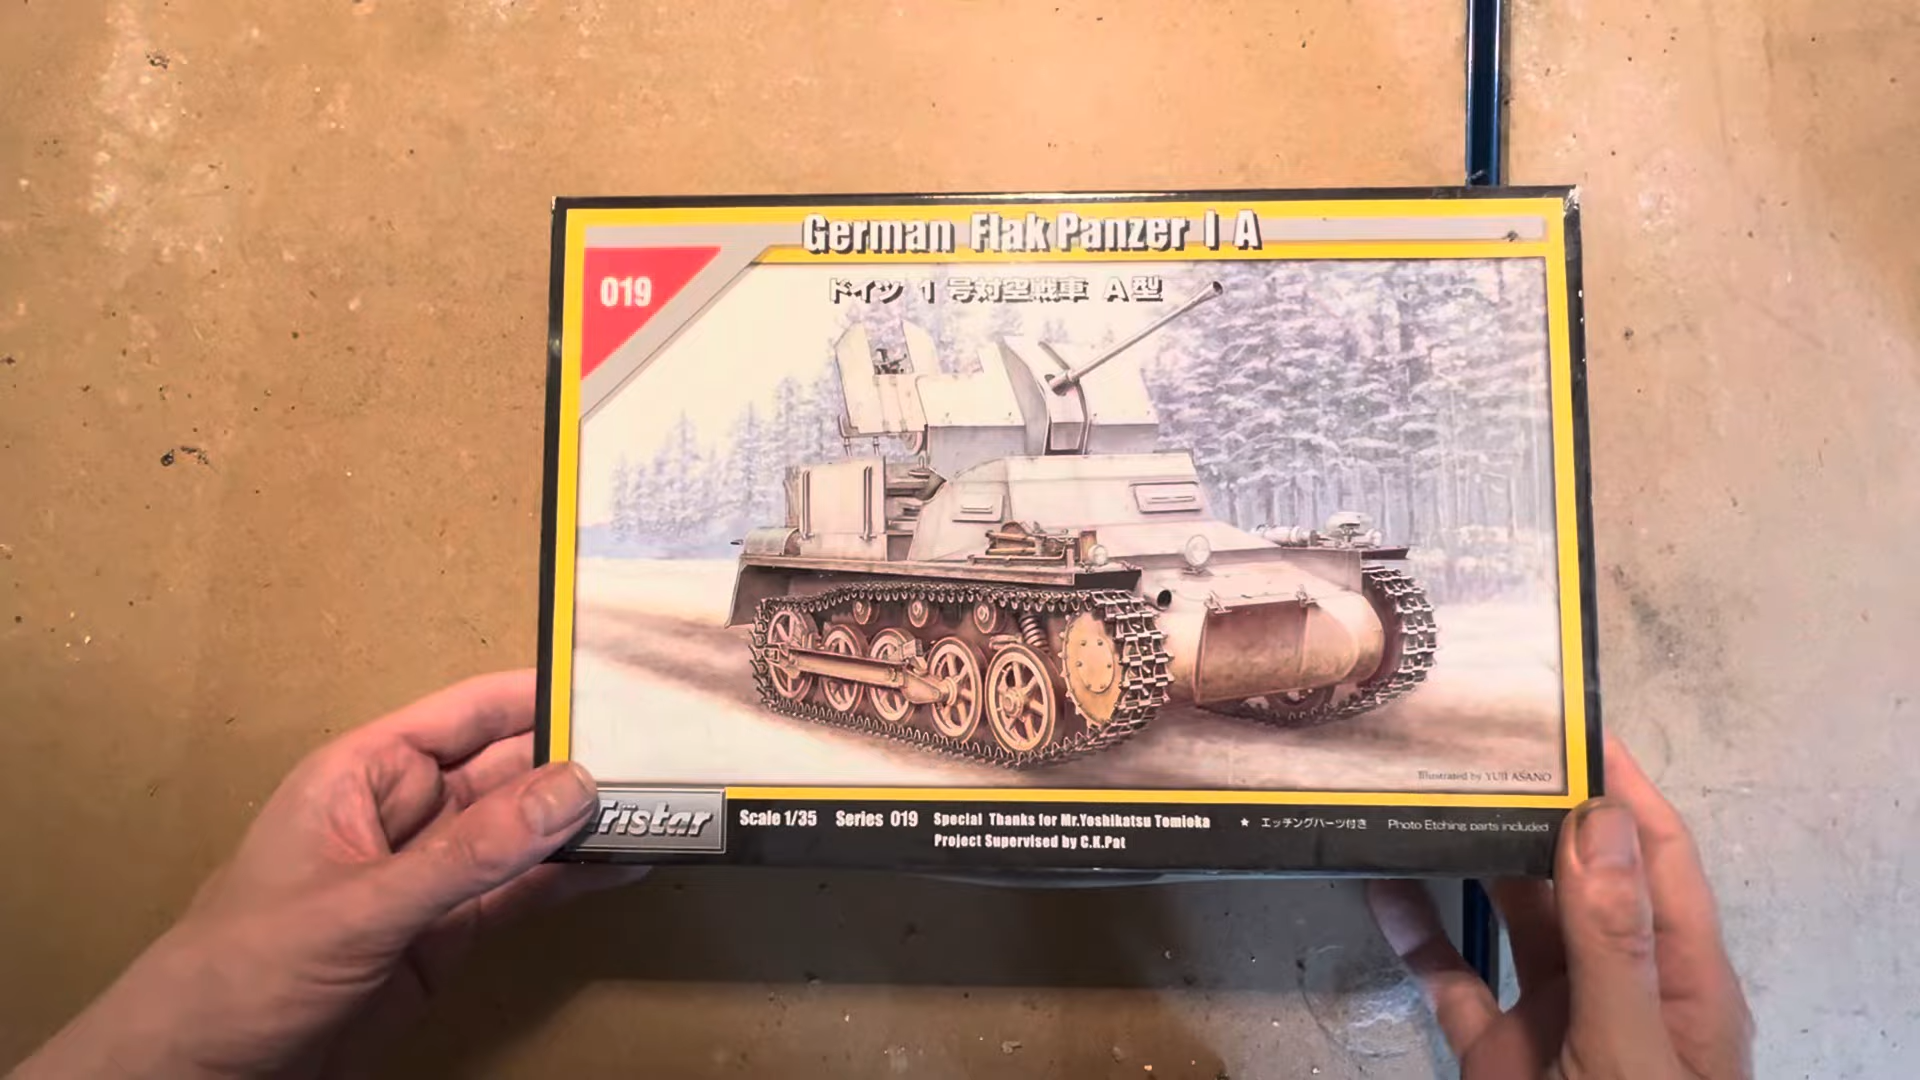 German Flak Panzer I A
019
ドイツ 1 号対空戦車 A型
Illustrated by YUJI ASANO
Tristar
Scale 1/35 Series 019 Special Thanks for Mr.Yoshikatsu Tomioka
Project Supervised by C.K.Pat
★ エッチングパーツ付き Photo Etching parts included